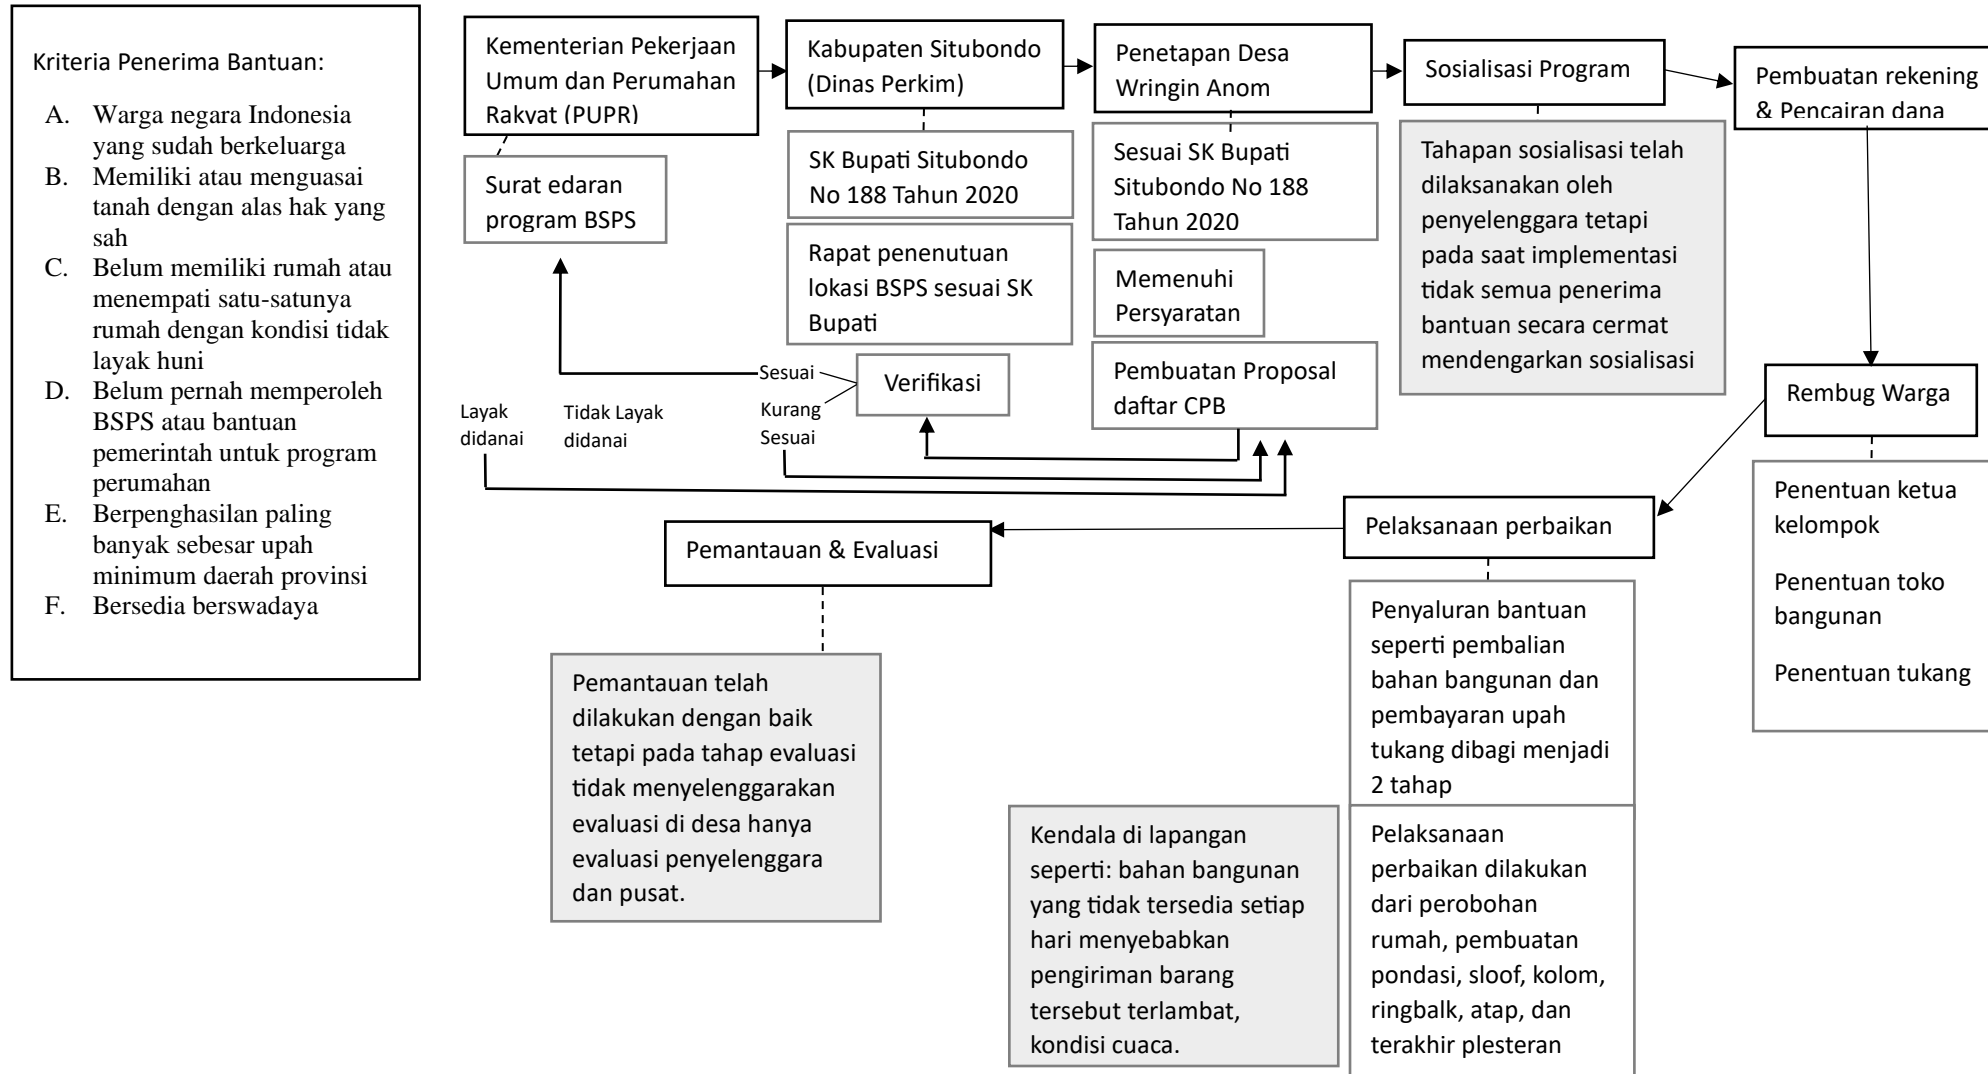 Kriteria Penerima Bantuan:
A. Warga negara Indonesia
yang sudah berkeluarga
B. Memiliki atau menguasai
tanah dengan alas hak yang
sah
C. Belum memiliki rumah atau
menempati satu-satunya
rumah dengan kondisi tidak
layak huni
D. Belum pernah memperoleh
BSPS atau bantuan
pemerintah untuk program
perumahan
E. Berpenghasilan paling
banyak sebesar upah
minimum daerah provinsi
F. Bersedia berswadaya
Kementerian Pekerjaan
Umum dan Perumahan
Rakyat (PUPR)
Surat edaran
program BSPS
Kabupaten Situbondo
(Dinas Perkim)
SK Bupati Situbondo
No 188 Tahun 2020
Rapat penenutuan
lokasi BSPS sesuai SK
Bupati
Penetapan Desa
Wringin Anom
Sesuai SK Bupati
Situbondo No 188
Tahun 2020
Memenuhi
Persyaratan
Pembuatan Proposal
daftar CPB
Verifikasi
Sesuai
Kurang
Sesuai
Layak
didanai
Tidak Layak
didanai
Sosialisasi Program
Tahapan sosialisasi telah
dilaksanakan oleh
penyelenggara tetapi
pada saat implementasi
tidak semua penerima
bantuan secara cermat
mendengarkan sosialisasi
Pembuatan rekening
& Pencairan dana
Rembug Warga
Penentuan ketua
kelompok
Penentuan toko
bangunan
Penentuan tukang
Pelaksanaan perbaikan
Penyaluran bantuan
seperti pembalian
bahan bangunan dan
pembayaran upah
tukang dibagi menjadi
2 tahap
Pelaksanaan
perbaikan dilakukan
dari perobohan
rumah, pembuatan
pondasi, sloof, kolom,
ringbalk, atap, dan
terakhir plesteran
Kendala di lapangan
seperti: bahan bangunan
yang tidak tersedia setiap
hari menyebabkan
pengiriman barang
tersebut terlambat,
kondisi cuaca.
Pemantauan & Evaluasi
Pemantauan telah
dilakukan dengan baik
tetapi pada tahap evaluasi
tidak menyelenggarakan
evaluasi di desa hanya
evaluasi penyelenggara
dan pusat.